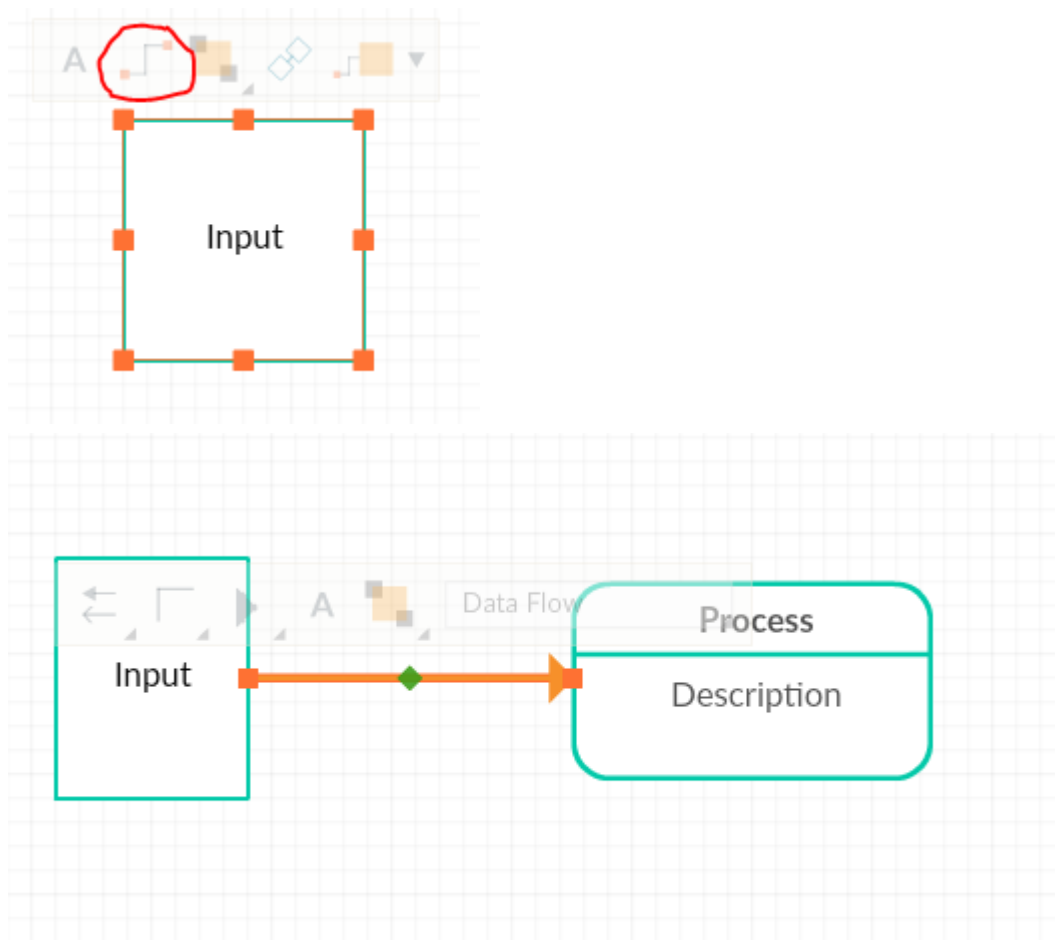 A
Input
A
Data Flow
Process
Input
Description